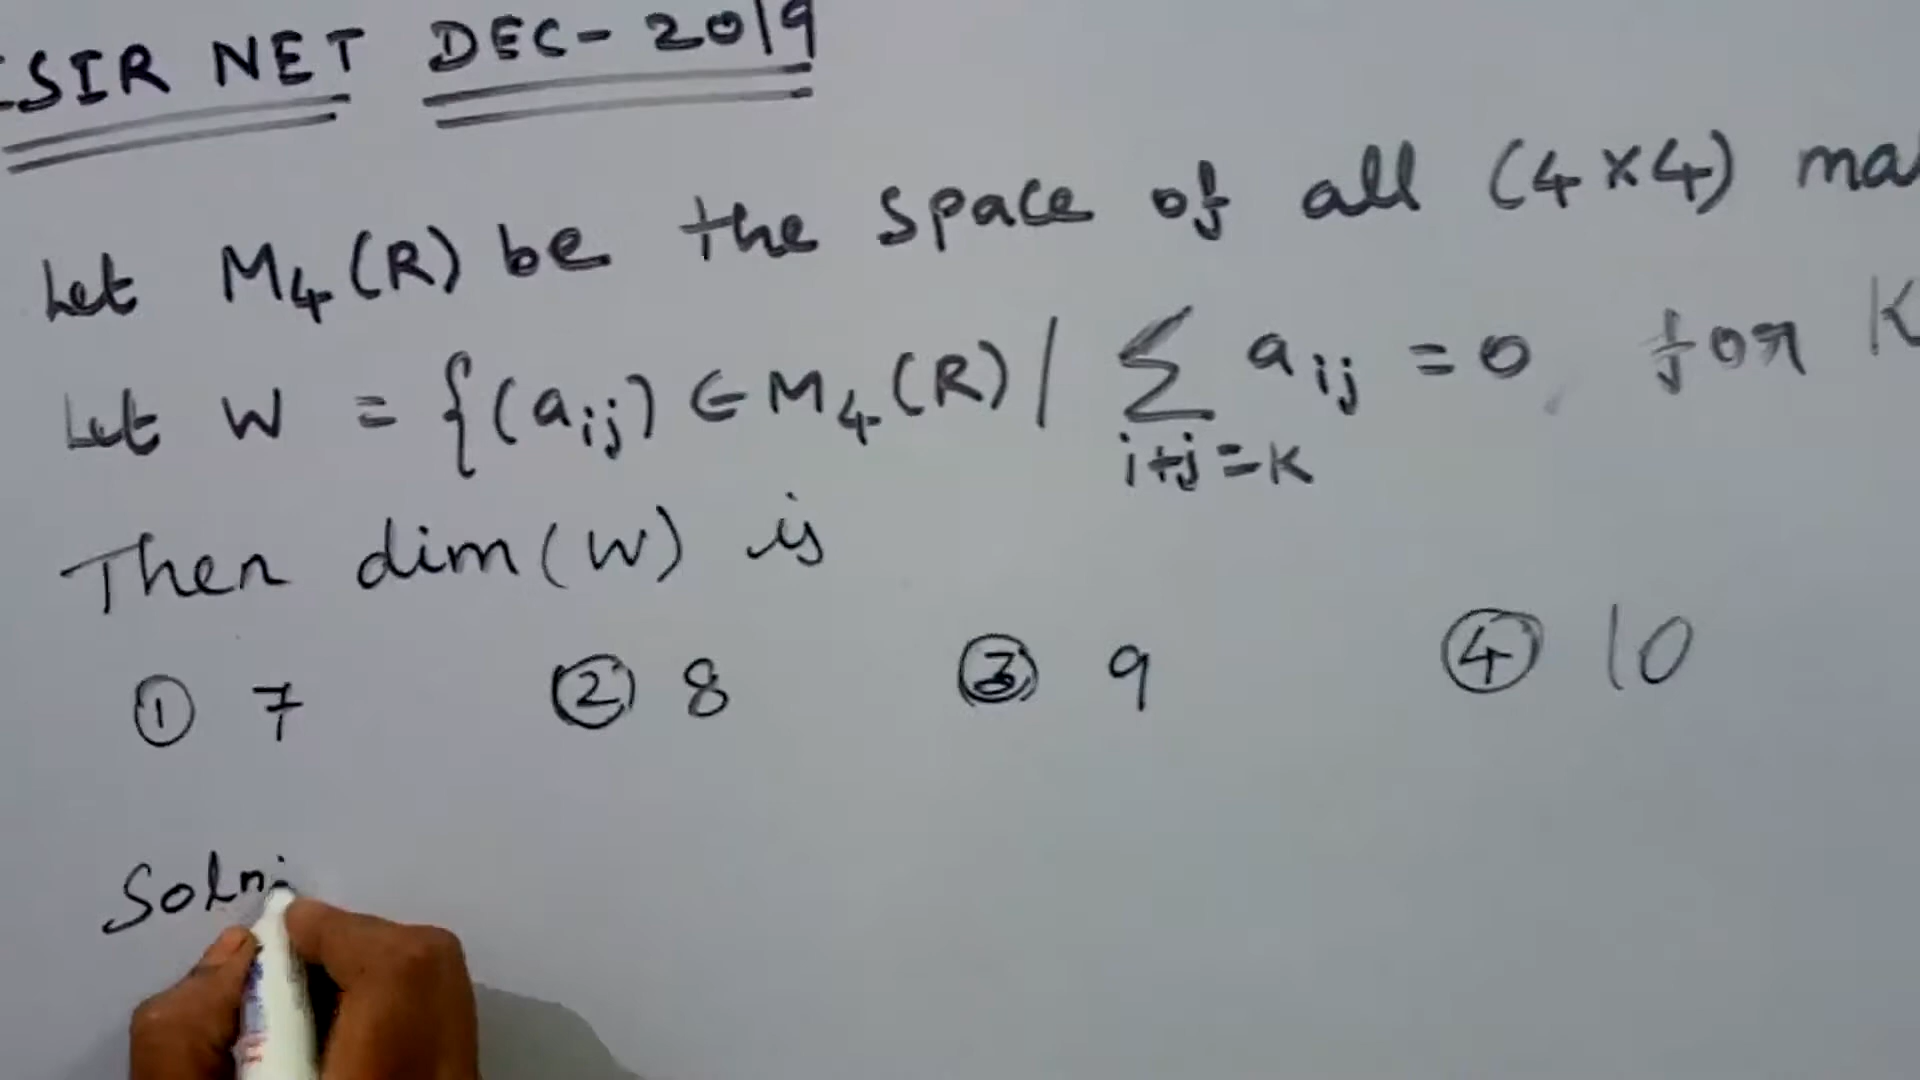 CSIR NET DEC-2019
Let M₄(R) be the space of all (4×4) ma
Let W = {(aᵢⱼ) ∈ M₄(R) / ∑ aᵢⱼ = 0, for K
i+j=K
Then dim(W) is
① 7 ② 8 ③ 9 ④ 10
Soln: